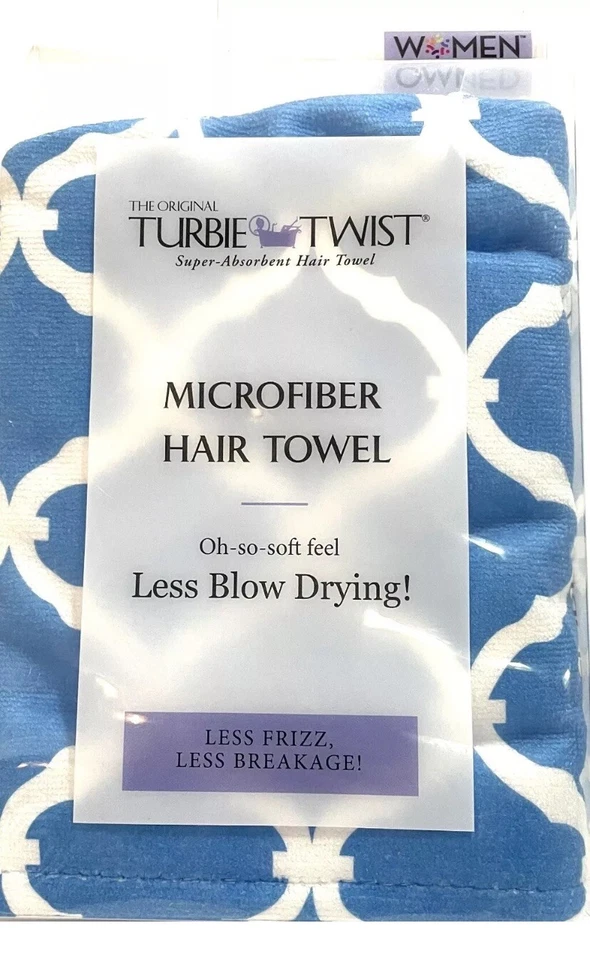 WOMEN™
OWNED
THE ORIGINAL
TURBIE TWIST®
Super-Absorbent Hair Towel
MICROFIBER
HAIR TOWEL
Oh-so-soft feel
Less Blow Drying!
LESS FRIZZ,
LESS BREAKAGE!